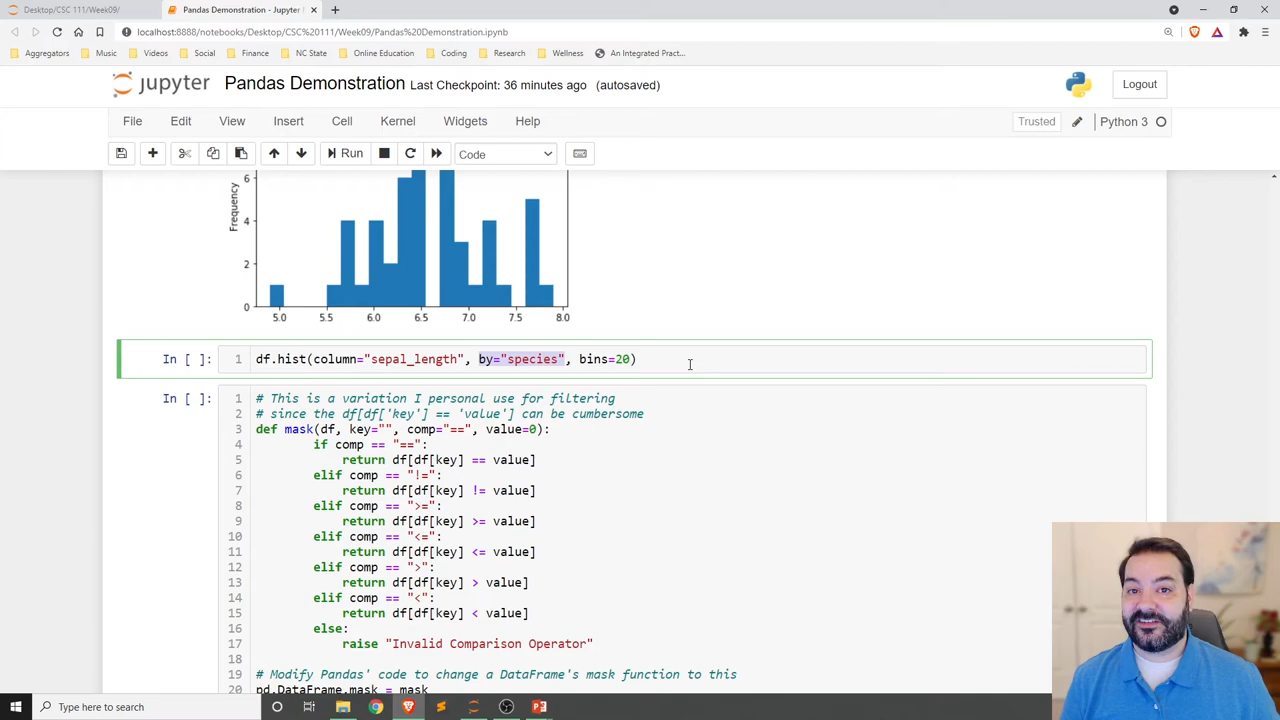 Desktop/CSC 111/Week09/
Pandas Demonstration - Jupyter
localhost:8888/notebooks/Desktop/CSC%20111/Week09/Pandas%20Demonstration.ipynb
Aggregators Music Videos Social Finance NC State Online Education Coding Research Wellness An Integrated Pract...
jupyter Pandas Demonstration Last Checkpoint: 36 minutes ago (autosaved)
Logout
File Edit View Insert Cell Kernel Widgets Help
Trusted Python 3
Run Code
Frequency
6
4
2
0
5.0 5.5 6.0 6.5 7.0 7.5 8.0
In [ ]: 1 df.hist(column="sepal_length", by="species", bins=20)
In [ ]: 1 # This is a variation I personal use for filtering
2 # since the df[df['key'] == 'value'] can be cumbersome
3 def mask(df, key="", comp="==", value=0):
4 if comp == "==":
5 return df[df[key] == value]
6 elif comp == "!=":
7 return df[df[key] != value]
8 elif comp == ">=":
9 return df[df[key] >= value]
10 elif comp == "<=":
11 return df[df[key] <= value]
12 elif comp == ">":
13 return df[df[key] > value]
14 elif comp == "<":
15 return df[df[key] < value]
16 else:
17 raise "Invalid Comparison Operator"
18
19 # Modify Pandas' code to change a DataFrame's mask function to this
20 pd.DataFrame.mask = mask
Type here to search